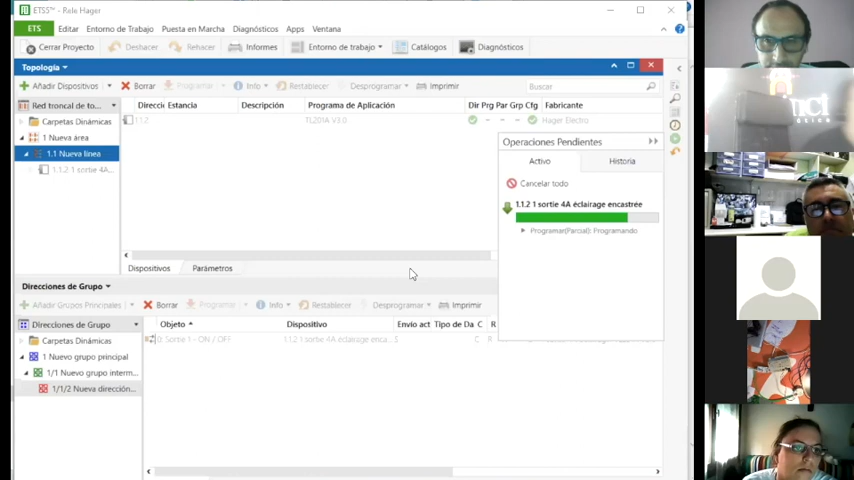 ETS5™ - Rele Hager
ETS Editar Entorno de Trabajo Puesta en Marcha Diagnósticos Apps Ventana
Cerrar Proyecto Deshacer Rehacer Informes Entorno de trabajo Catálogos Diagnósticos
Topología
Añadir Dispositivos Borrar Programar Info Restablecer Desprogramar Imprimir Buscar
Red troncal de to... Direcci Estancia Descripción Programa de Aplicación Dir Prg Par Grp Cfg Fabricante
Carpetas Dinámicas 1.1.2 TL201A V3.0 - - - Hager Electro
1 Nueva área
1.1 Nueva línea
1.1.2 1 sortie 4A...
Operaciones Pendientes
Activo Historia
Cancelar todo
1.1.2 1 sortie 4A éclairage encastrée
Programar(Parcial): Programando
Dispositivos Parámetros
Direcciones de Grupo
Añadir Grupos Principales Borrar Programar Info Restablecer Desprogramar Imprimir
Direcciones de Grupo Objeto Dispositivo Envío act Tipo de Da C R
Carpetas Dinámicas 0: Sortie 1 - ON / OFF 1.1.2 1 sortie 4A éclairage enca... S C R
1 Nuevo grupo principal
1/1 Nuevo grupo interm...
1/1/2 Nueva dirección...